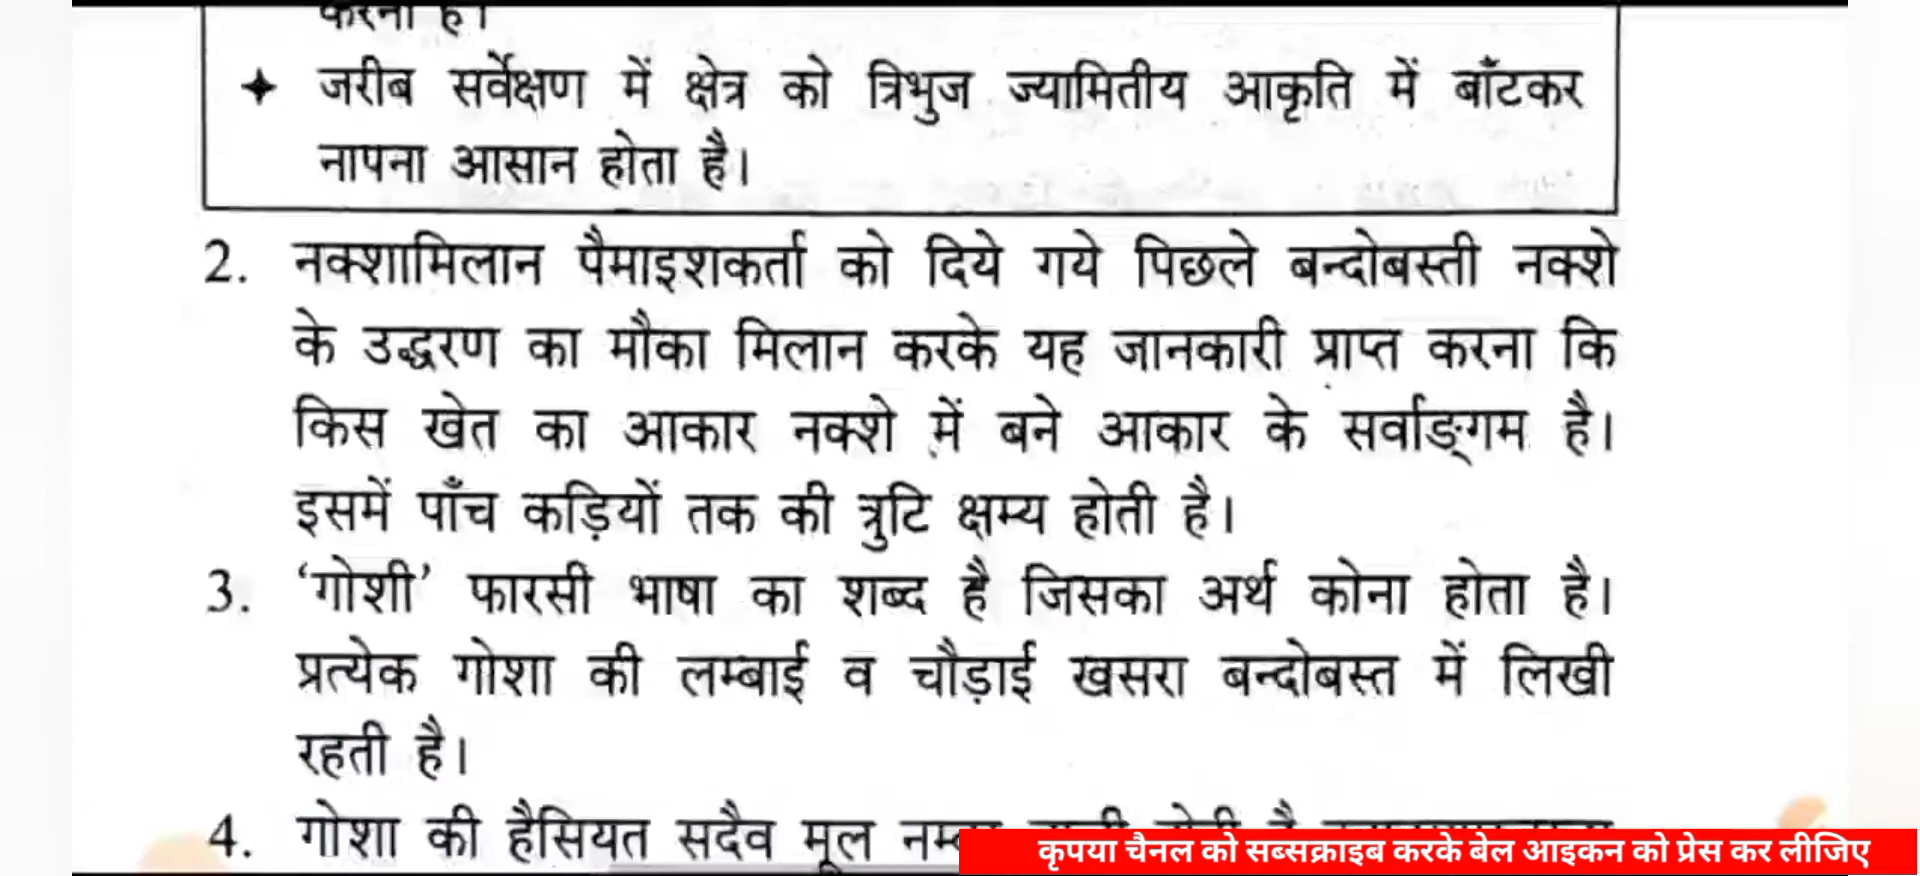 करना है।
✦ जरीब सर्वेक्षण में क्षेत्र को त्रिभुज ज्यामितीय आकृति में बाँटकर
नापना आसान होता है।
2. नक्शामिलान पैमाइशकर्ता को दिये गये पिछले बन्दोबस्ती नक्शे
के उद्धरण का मौका मिलान करके यह जानकारी प्राप्त करना कि
किस खेत का आकार नक्शे में बने आकार के सर्वाङ्गम है।
इसमें पाँच कड़ियों तक की त्रुटि क्षम्य होती है।
3. ‘गोशी’ फारसी भाषा का शब्द है जिसका अर्थ कोना होता है।
प्रत्येक गोशा की लम्बाई व चौड़ाई खसरा बन्दोबस्त में लिखी
रहती है।
4. गोशा की हैसियत सदैव मूल
कृपया चैनल को सब्सक्राइब करके बेल आइकन को प्रेस कर लीजिए